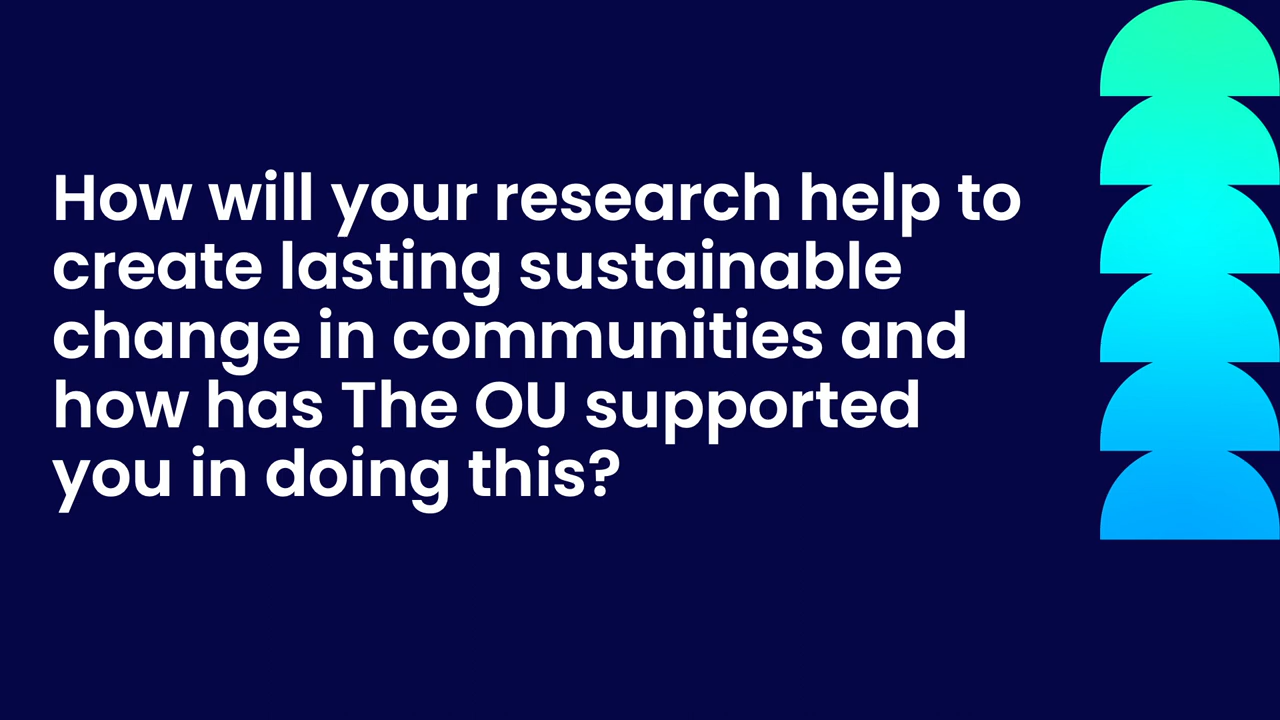 How will your research help to
create lasting sustainable
change in communities and
how has The OU supported
you in doing this?